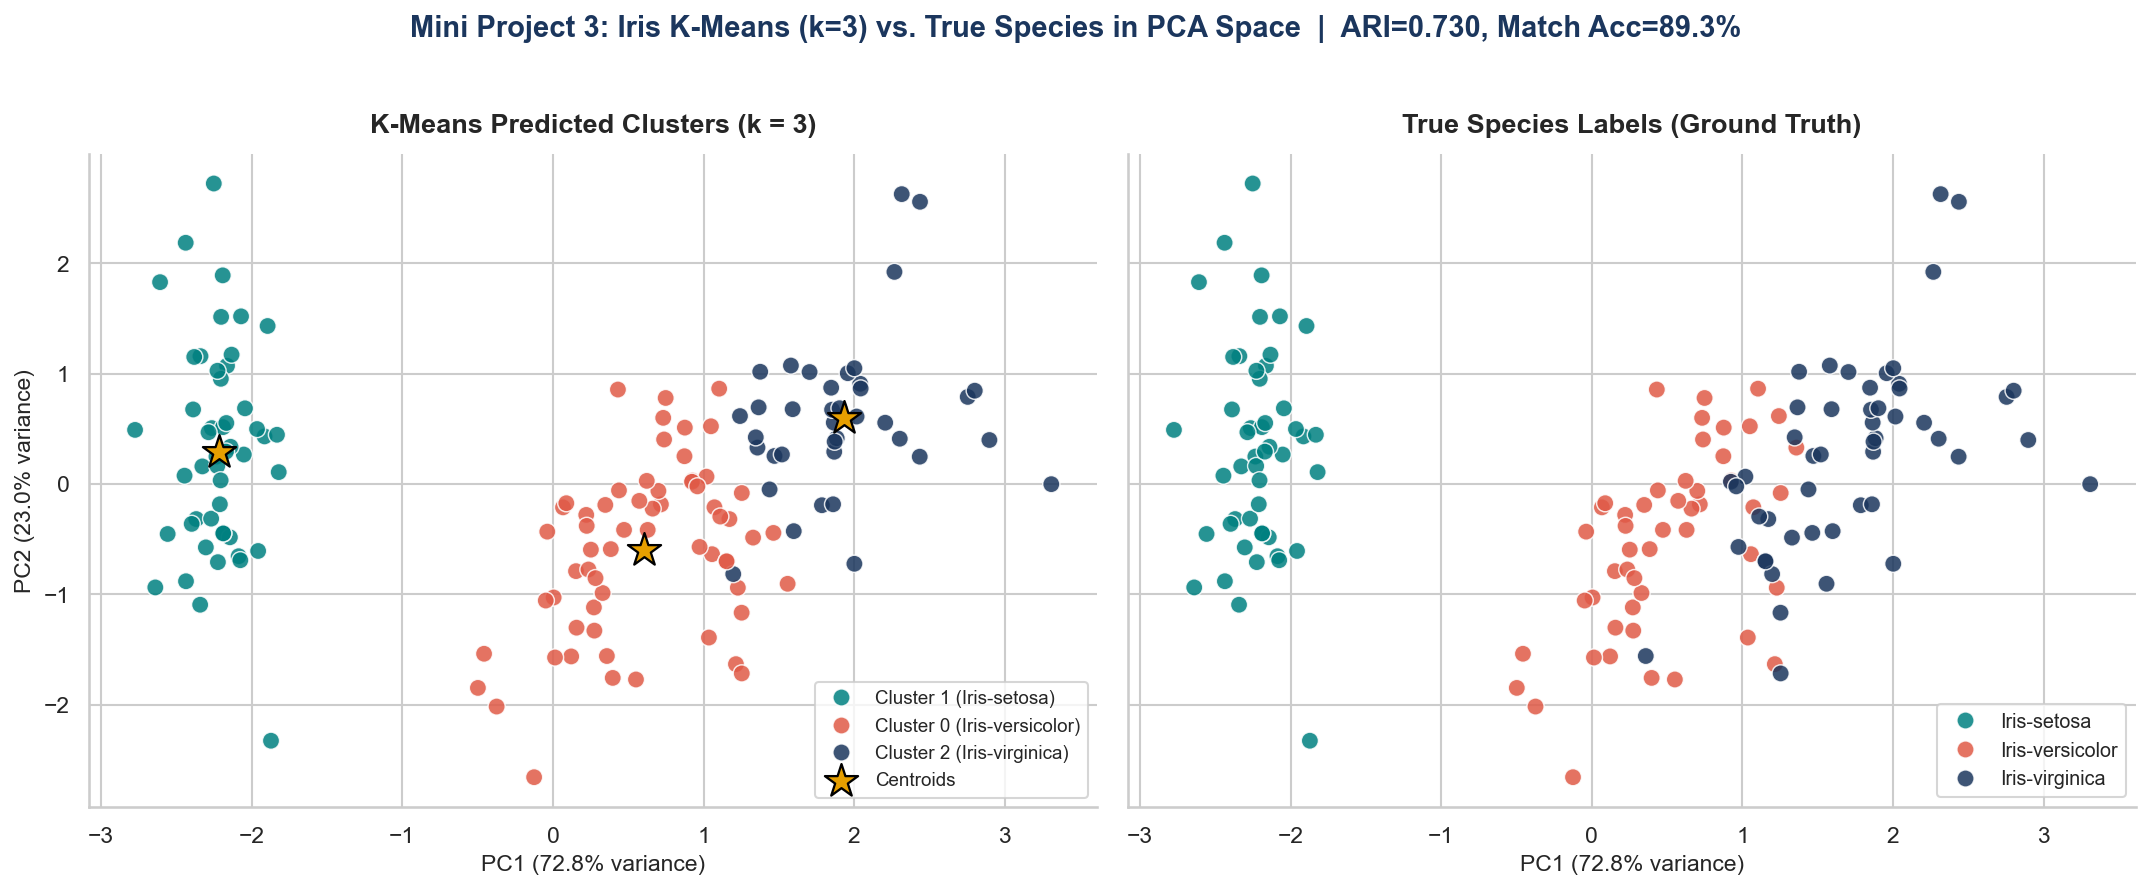 Mini Project 3: Iris K-Means (k=3) vs. True Species in PCA Space | ARI=0.730, Match Acc=89.3%
K-Means Predicted Clusters (k = 3)
PC2 (23.0% variance)
2
1
0
−1
−2
−3
−2
−1
0
1
2
3
PC1 (72.8% variance)
Cluster 1 (Iris-setosa)
Cluster 0 (Iris-versicolor)
Cluster 2 (Iris-virginica)
Centroids
True Species Labels (Ground Truth)
−3
−2
−1
0
1
2
3
PC1 (72.8% variance)
Iris-setosa
Iris-versicolor
Iris-virginica